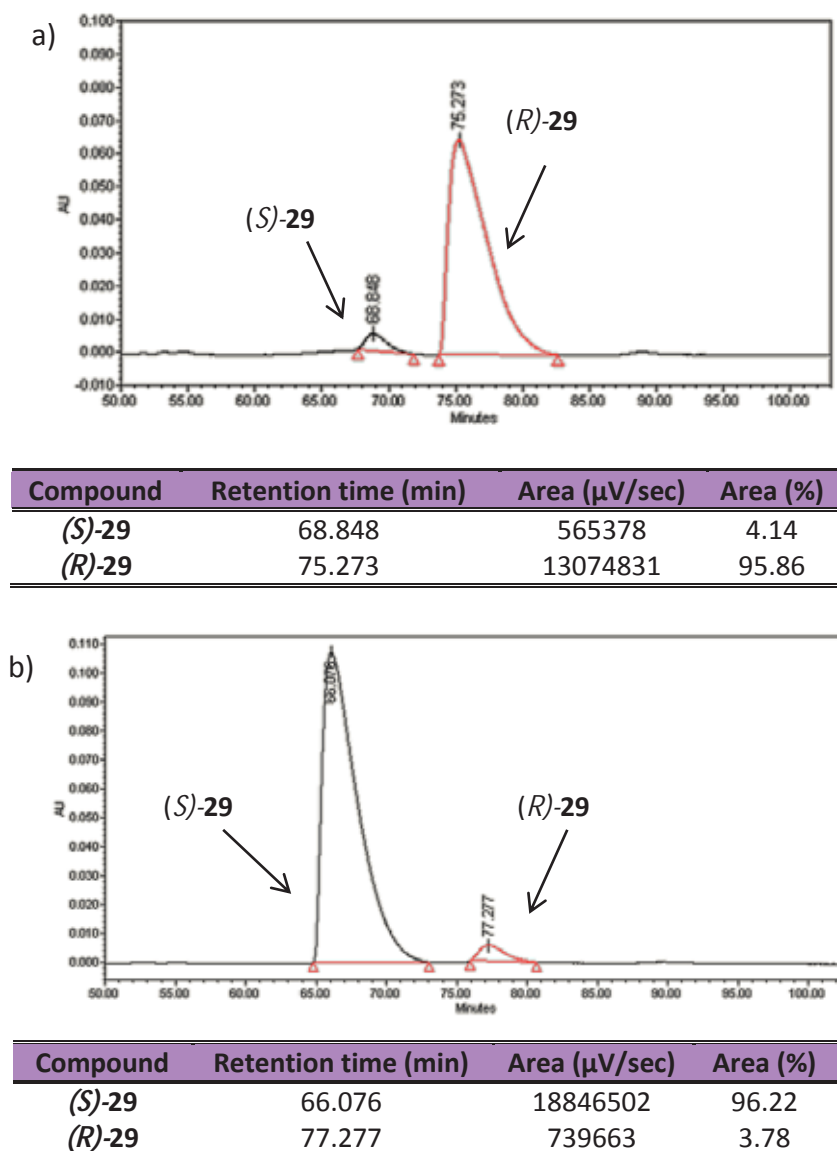 a)
0.100
0.090
0.080
0.070
0.060
0.050
0.040
0.030
0.020
0.010
0.000
-0.010
AU
68.848
75.273
(S)-29
(R)-29
50.00 55.00 60.00 65.00 70.00 75.00 80.00 85.00 90.00 95.00 100.00
Minutes
Compound Retention time (min) Area (µV/sec) Area (%)
(S)-29 68.848 565378 4.14
(R)-29 75.273 13074831 95.86
b)
0.110
0.100
0.090
0.080
0.070
0.060
0.050
0.040
0.030
0.020
0.010
0.000
AU
66.076
77.277
(S)-29
(R)-29
50.00 55.00 60.00 65.00 70.00 75.00 80.00 85.00 90.00 95.00 100.00
Minutes
Compound Retention time (min) Area (µV/sec) Area (%)
(S)-29 66.076 18846502 96.22
(R)-29 77.277 739663 3.78